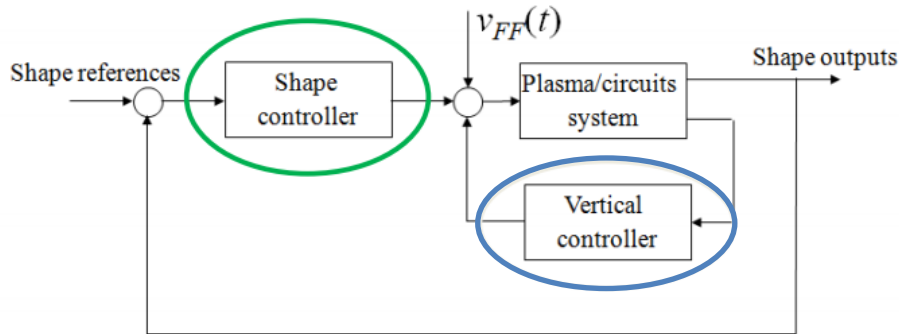 v_FF(t)
Shape references
Shape outputs
Shape
controller
Plasma/circuits
system
Vertical
controller